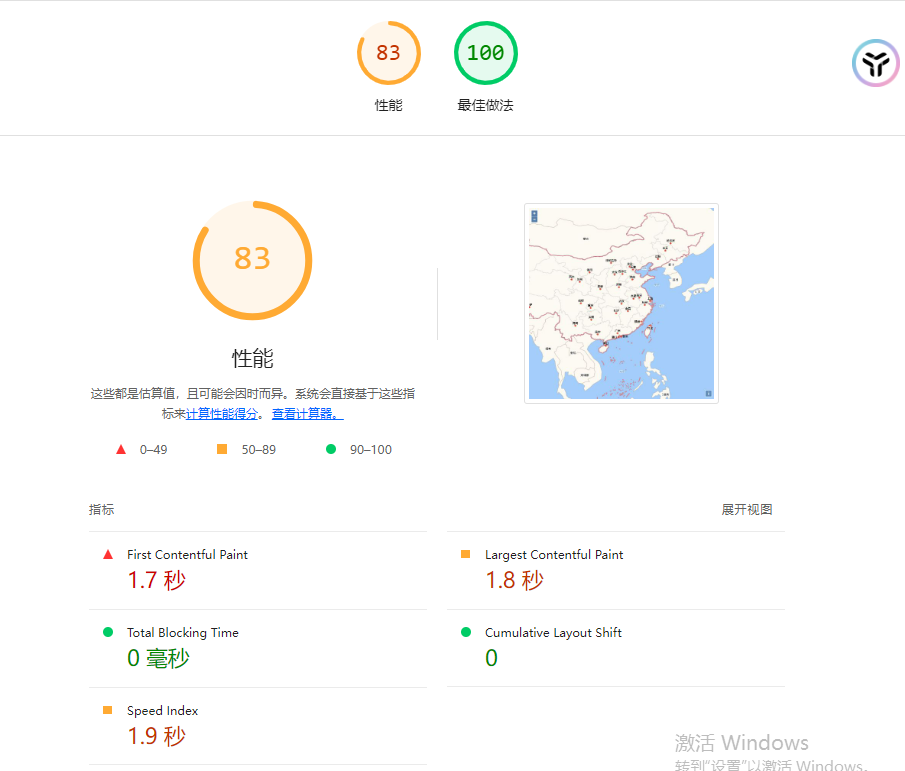 83
100
性能
最佳做法
83
性能
这些都是估算值，且可能会因时而异。系统会直接基于这些指
标来计算性能得分。 查看计算器。
0–49
50–89
90–100
指标
展开视图
First Contentful Paint
Largest Contentful Paint
1.7 秒
1.8 秒
Total Blocking Time
Cumulative Layout Shift
0 毫秒
0
Speed Index
1.9 秒
激活 Windows
转到"设置"以激活 Windows。